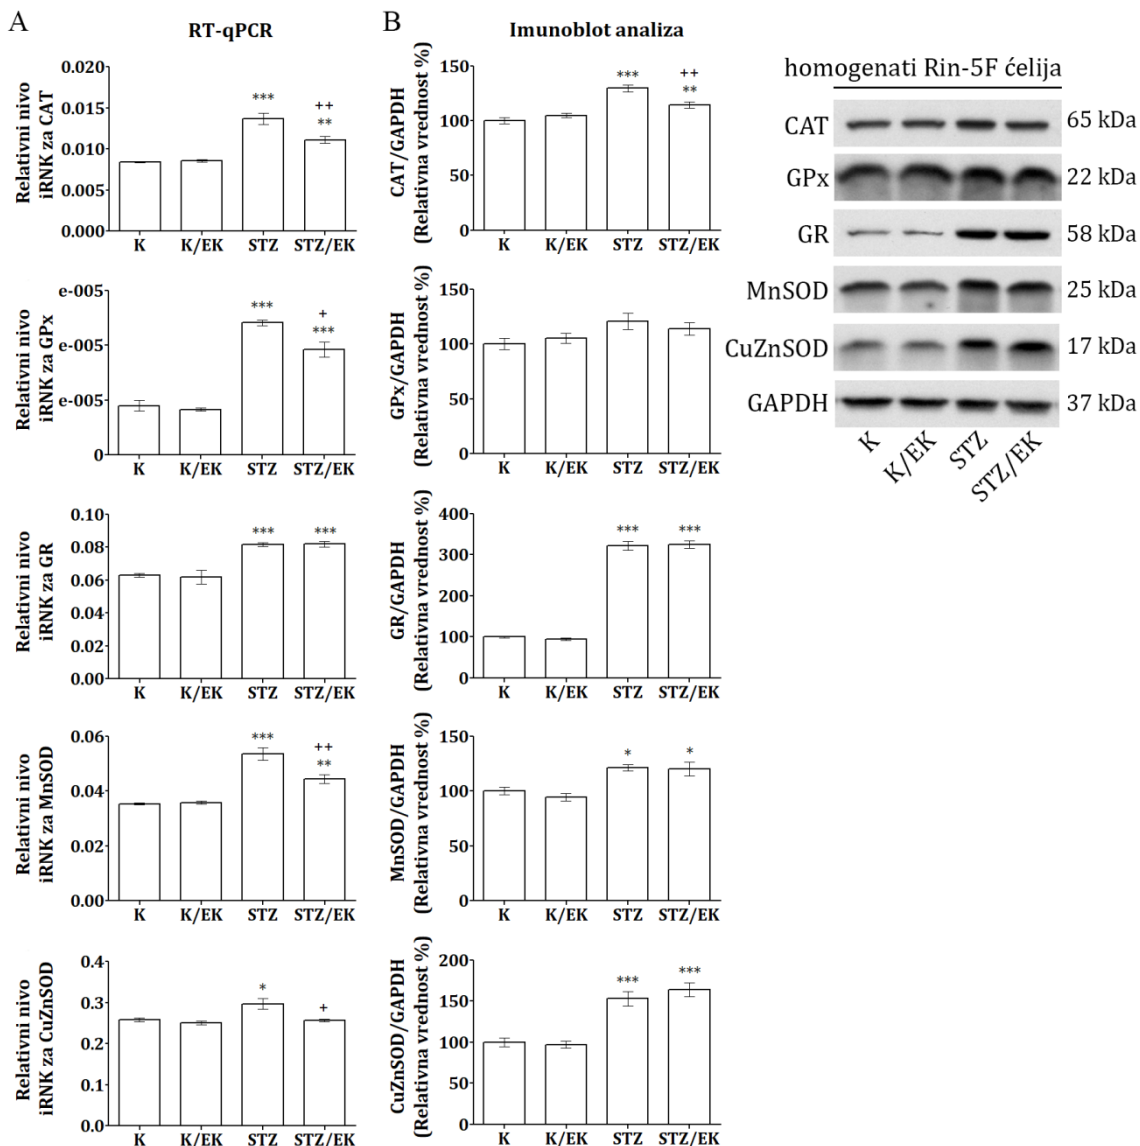 A
RT-qPCR
Relativni nivo
iRNK za CAT
0.020
0.015
0.010
0.005
0.000
***
++
**
K K/EK STZ STZ/EK
Relativni nivo
iRNK za GPx
e-005
e-005
e-005
0
***
+
***
K K/EK STZ STZ/EK
Relativni nivo
iRNK za GR
0.10
0.08
0.06
0.04
0.02
0.00
*** ***
K K/EK STZ STZ/EK
Relativni nivo
iRNK za MnSOD
0.06
0.04
0.02
0.00
***
++
**
K K/EK STZ STZ/EK
Relativni nivo
iRNK za CuZnSOD
0.4
0.3
0.2
0.1
0.0
*
+
K K/EK STZ STZ/EK
B
Imunoblot analiza
CAT/GAPDH
(Relativna vrednost %)
150
100
50
0
***
++
**
K K/EK STZ STZ/EK
GPx/GAPDH
(Relativna vrednost %)
150
100
50
0
K K/EK STZ STZ/EK
GR/GAPDH
(Relativna vrednost %)
400
300
200
100
0
*** ***
K K/EK STZ STZ/EK
MnSOD/GAPDH
(Relativna vrednost %)
150
100
50
0
* *
K K/EK STZ STZ/EK
CuZnSOD/GAPDH
(Relativna vrednost %)
200
150
100
50
0
*** ***
K K/EK STZ STZ/EK
homogenati Rin-5F ćelija
CAT 65 kDa
GPx 22 kDa
GR 58 kDa
MnSOD 25 kDa
CuZnSOD 17 kDa
GAPDH 37 kDa
K K/EK STZ STZ/EK